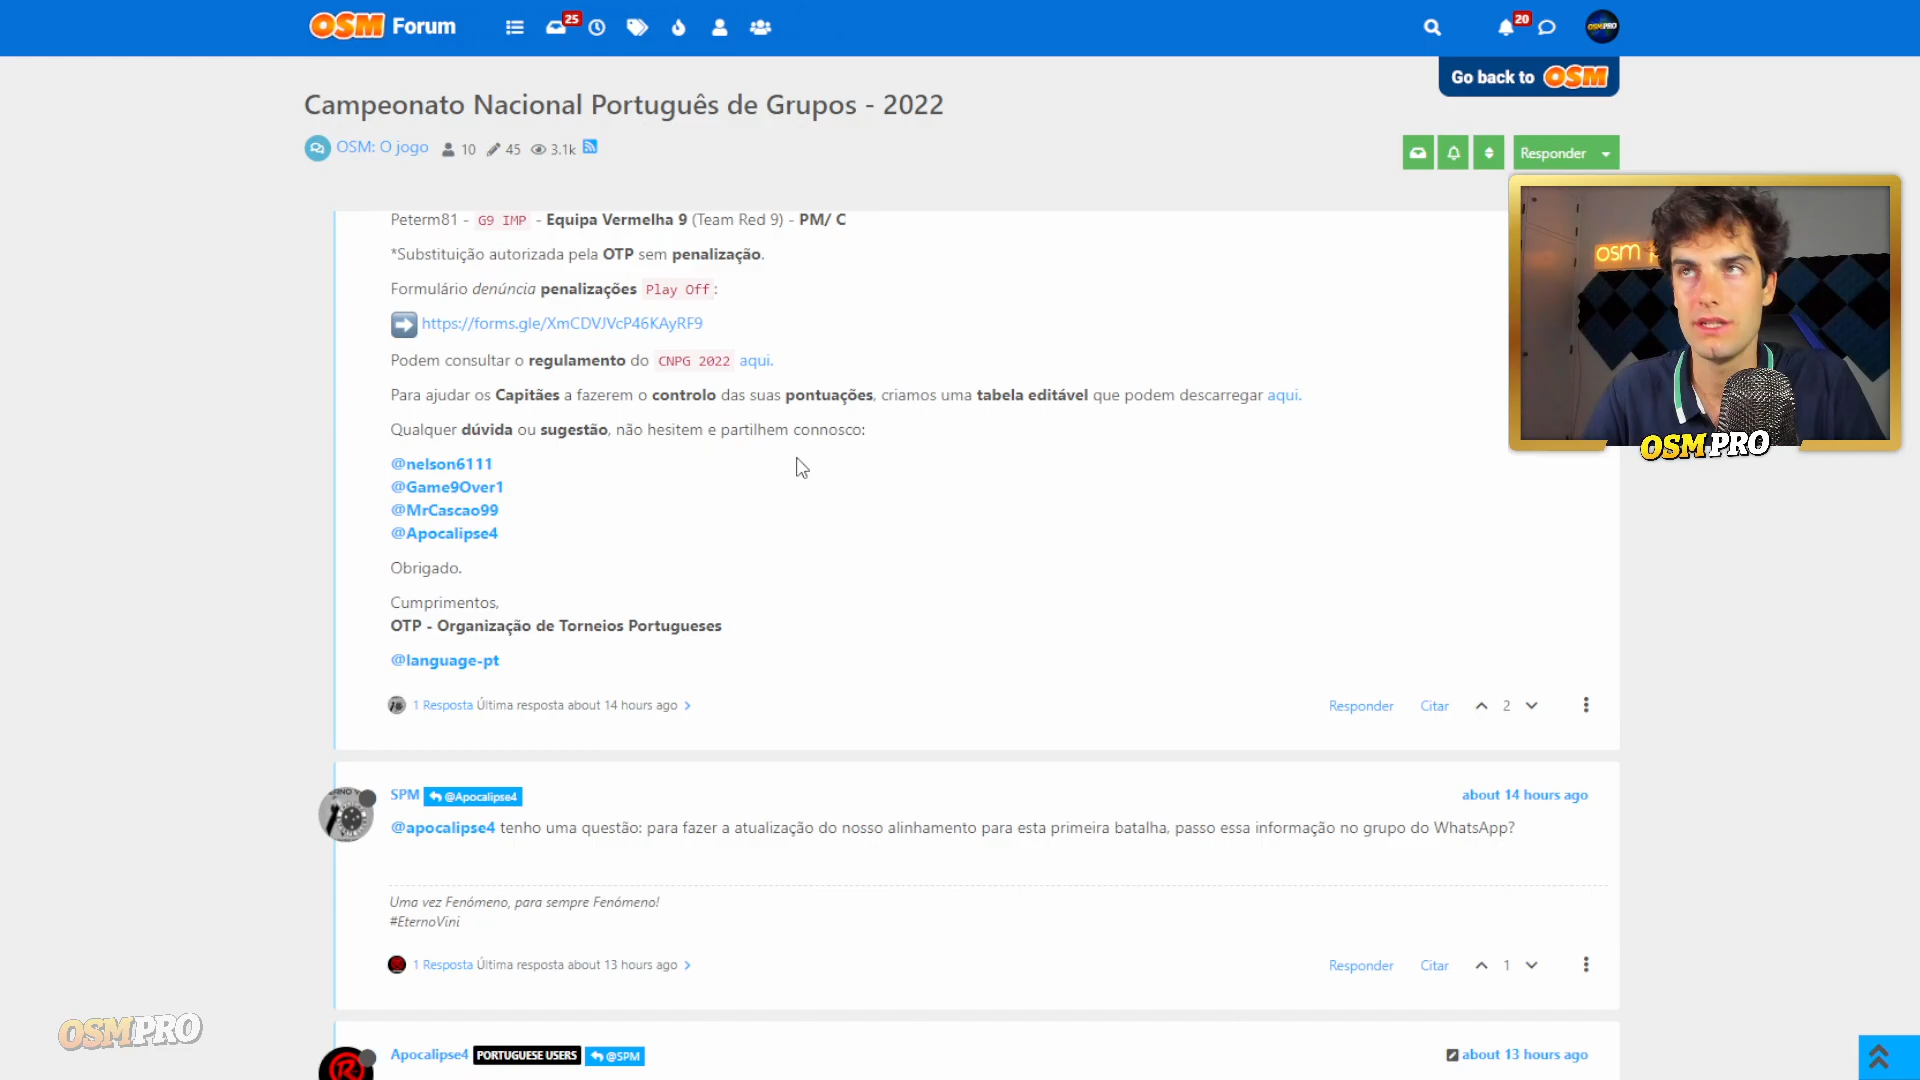 OSM Forum
25
20
OSMPRO
Go back to OSM
Campeonato Nacional Português de Grupos - 2022
OSM: O jogo 10 45 3.1k
Responder
Peterm81 - G9 IMP - Equipa Vermelha 9 (Team Red 9) - PM/ C
*Substituição autorizada pela OTP sem penalização.
Formulário denúncia penalizações Play Off :
https://forms.gle/XmCDVJVcP46KAyRF9
Podem consultar o regulamento do CNPG 2022 aqui.
Para ajudar os Capitães a fazerem o controlo das suas pontuações, criamos uma tabela editável que podem descarregar aqui.
Qualquer dúvida ou sugestão, não hesitem e partilhem connosco:
@nelson6111
@Game9Over1
@MrCascao99
@Apocalipse4
Obrigado.
Cumprimentos,
OTP - Organização de Torneios Portugueses
@language-pt
1 Resposta Última resposta about 14 hours ago
Responder Citar 2
osm
OSM PRO
SPM @Apocalipse4 about 14 hours ago
@apocalipse4 tenho uma questão: para fazer a atualização do nosso alinhamento para esta primeira batalha, passo essa informação no grupo do WhatsApp?
Uma vez Fenómeno, para sempre Fenómeno!
#EternoVini
1 Resposta Última resposta about 13 hours ago
Responder Citar 1
OSMPRO
Apocalipse4 PORTUGUESE USERS @SPM about 13 hours ago